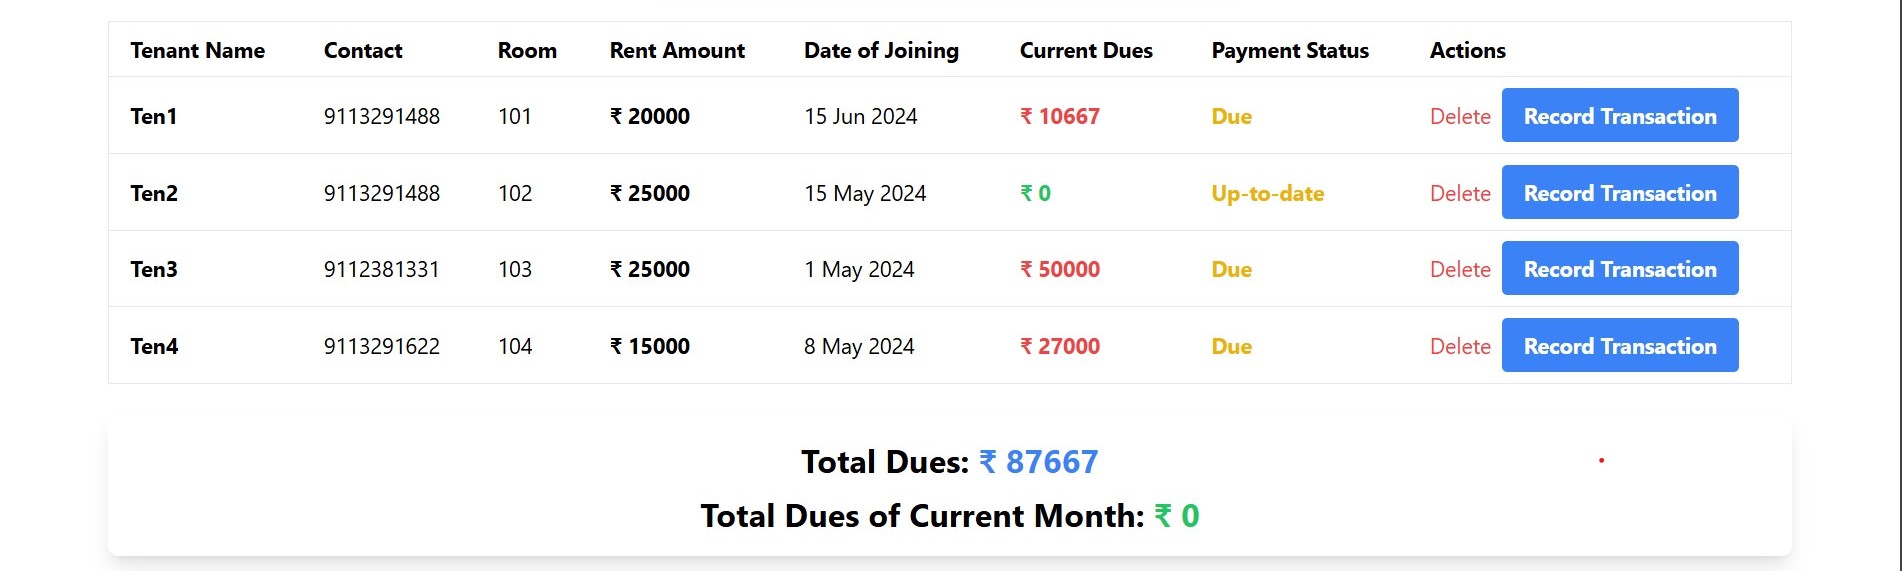 Tenant Name Contact Room Rent Amount Date of Joining Current Dues Payment Status Actions
Ten1 9113291488 101 ₹ 20000 15 Jun 2024 ₹ 10667 Due Delete Record Transaction
Ten2 9113291488 102 ₹ 25000 15 May 2024 ₹ 0 Up-to-date Delete Record Transaction
Ten3 9112381331 103 ₹ 25000 1 May 2024 ₹ 50000 Due Delete Record Transaction
Ten4 9113291622 104 ₹ 15000 8 May 2024 ₹ 27000 Due Delete Record Transaction
Total Dues: ₹ 87667
Total Dues of Current Month: ₹ 0